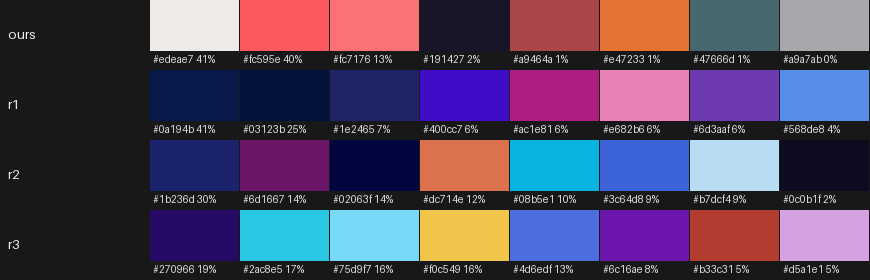 ours
#edeae7 41% #fc595e 40% #fc7176 13% #191427 2% #a9464a 1% #e47233 1% #47666d 1% #a9a7ab 0%
r1
#0a194b 41% #03123b 25% #1e2465 7% #400cc7 6% #ac1e81 6% #e682b6 6% #6d3aaf 6% #568de8 4%
r2
#1b236d 30% #6d1667 14% #02063f 14% #dc714e 12% #08b5e1 10% #3c64d8 9% #b7dcf4 9% #0c0b1f 2%
r3
#270966 19% #2ac8e5 17% #75d9f7 16% #f0c549 16% #4d6edf 13% #6c16ae 8% #b33c31 5% #d5a1e1 5%